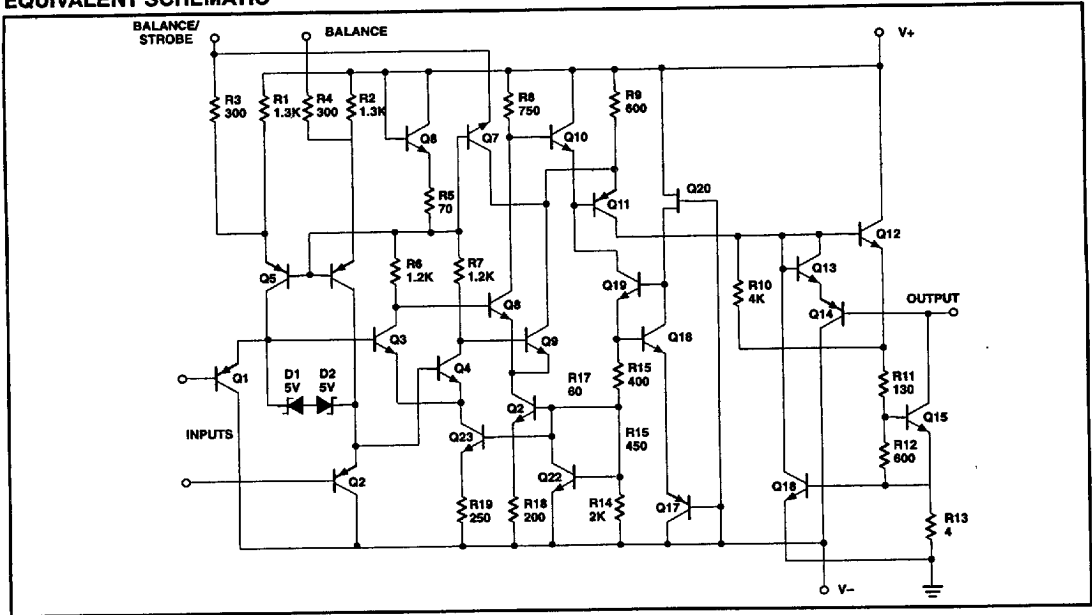 EQUIVALENT SCHEMATIC
BALANCE/
STROBE
BALANCE
V+
R3
300
R1
1.3K
R4
300
R2
1.3K
Q6
Q7
R8
750
Q10
R9
600
R5
70
Q11
Q20
Q12
Q5
R6
1.2K
R7
1.2K
Q8
Q19
R10
4K
Q13
Q14
OUTPUT
Q3
Q9
Q16
Q1
D1
5V
D2
5V
Q4
R17
60
R15
400
R11
130
Q15
INPUTS
Q2
Q23
Q2
R15
450
R12
600
Q22
Q18
R19
250
R18
200
R14
2K
Q17
R13
4
V–